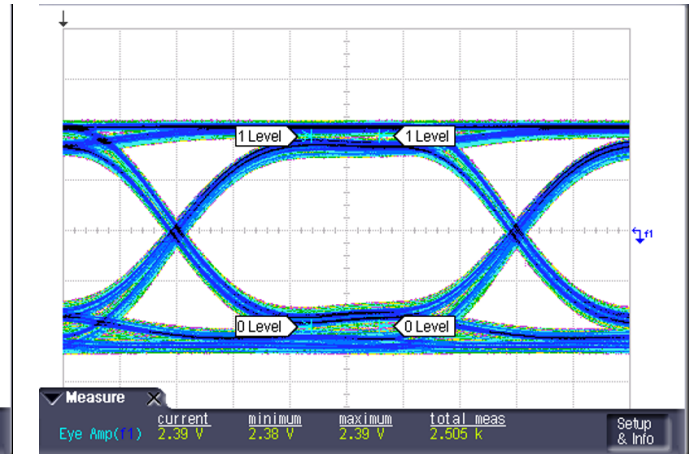 1 Level 1 Level
f1
0 Level 0 Level
Measure
current minimum maximum total meas
Eye Amp(f1) 2.39 V 2.38 V 2.39 V 2.505 k
Setup
& Info